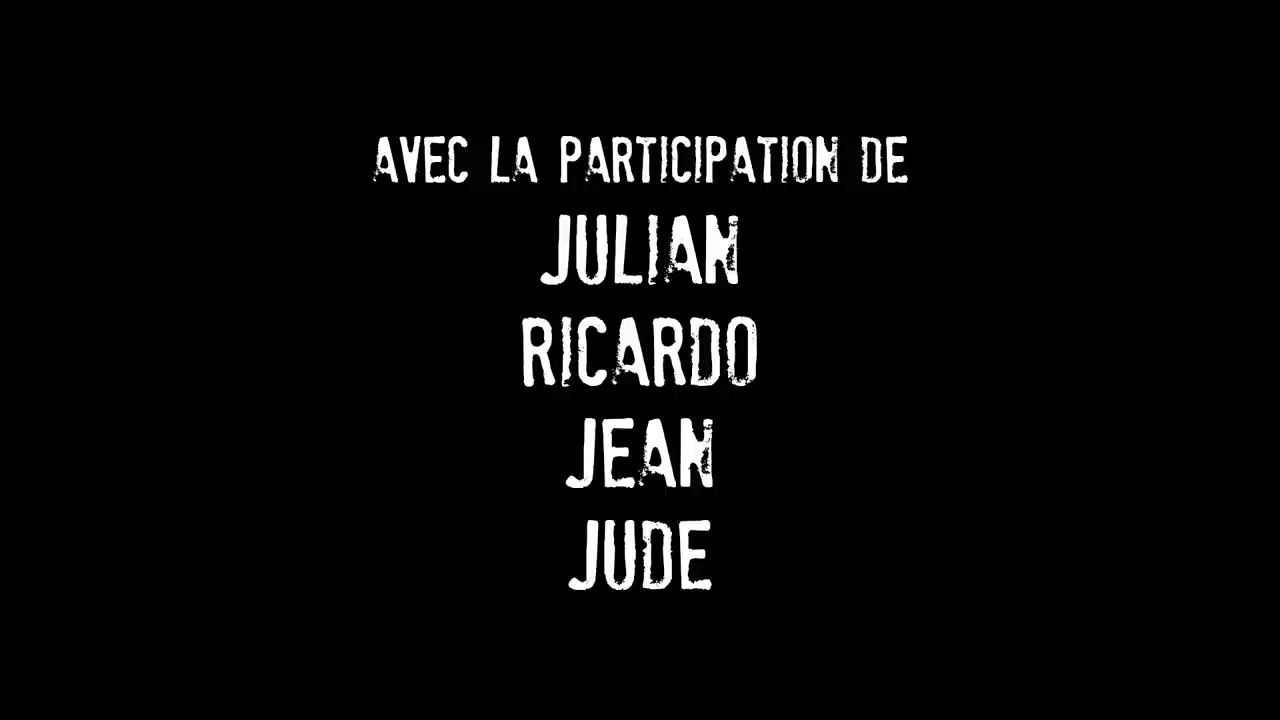 AVEC LA PARTICIPATION DE
JULIAN
RICARDO
JEAN
JUDE